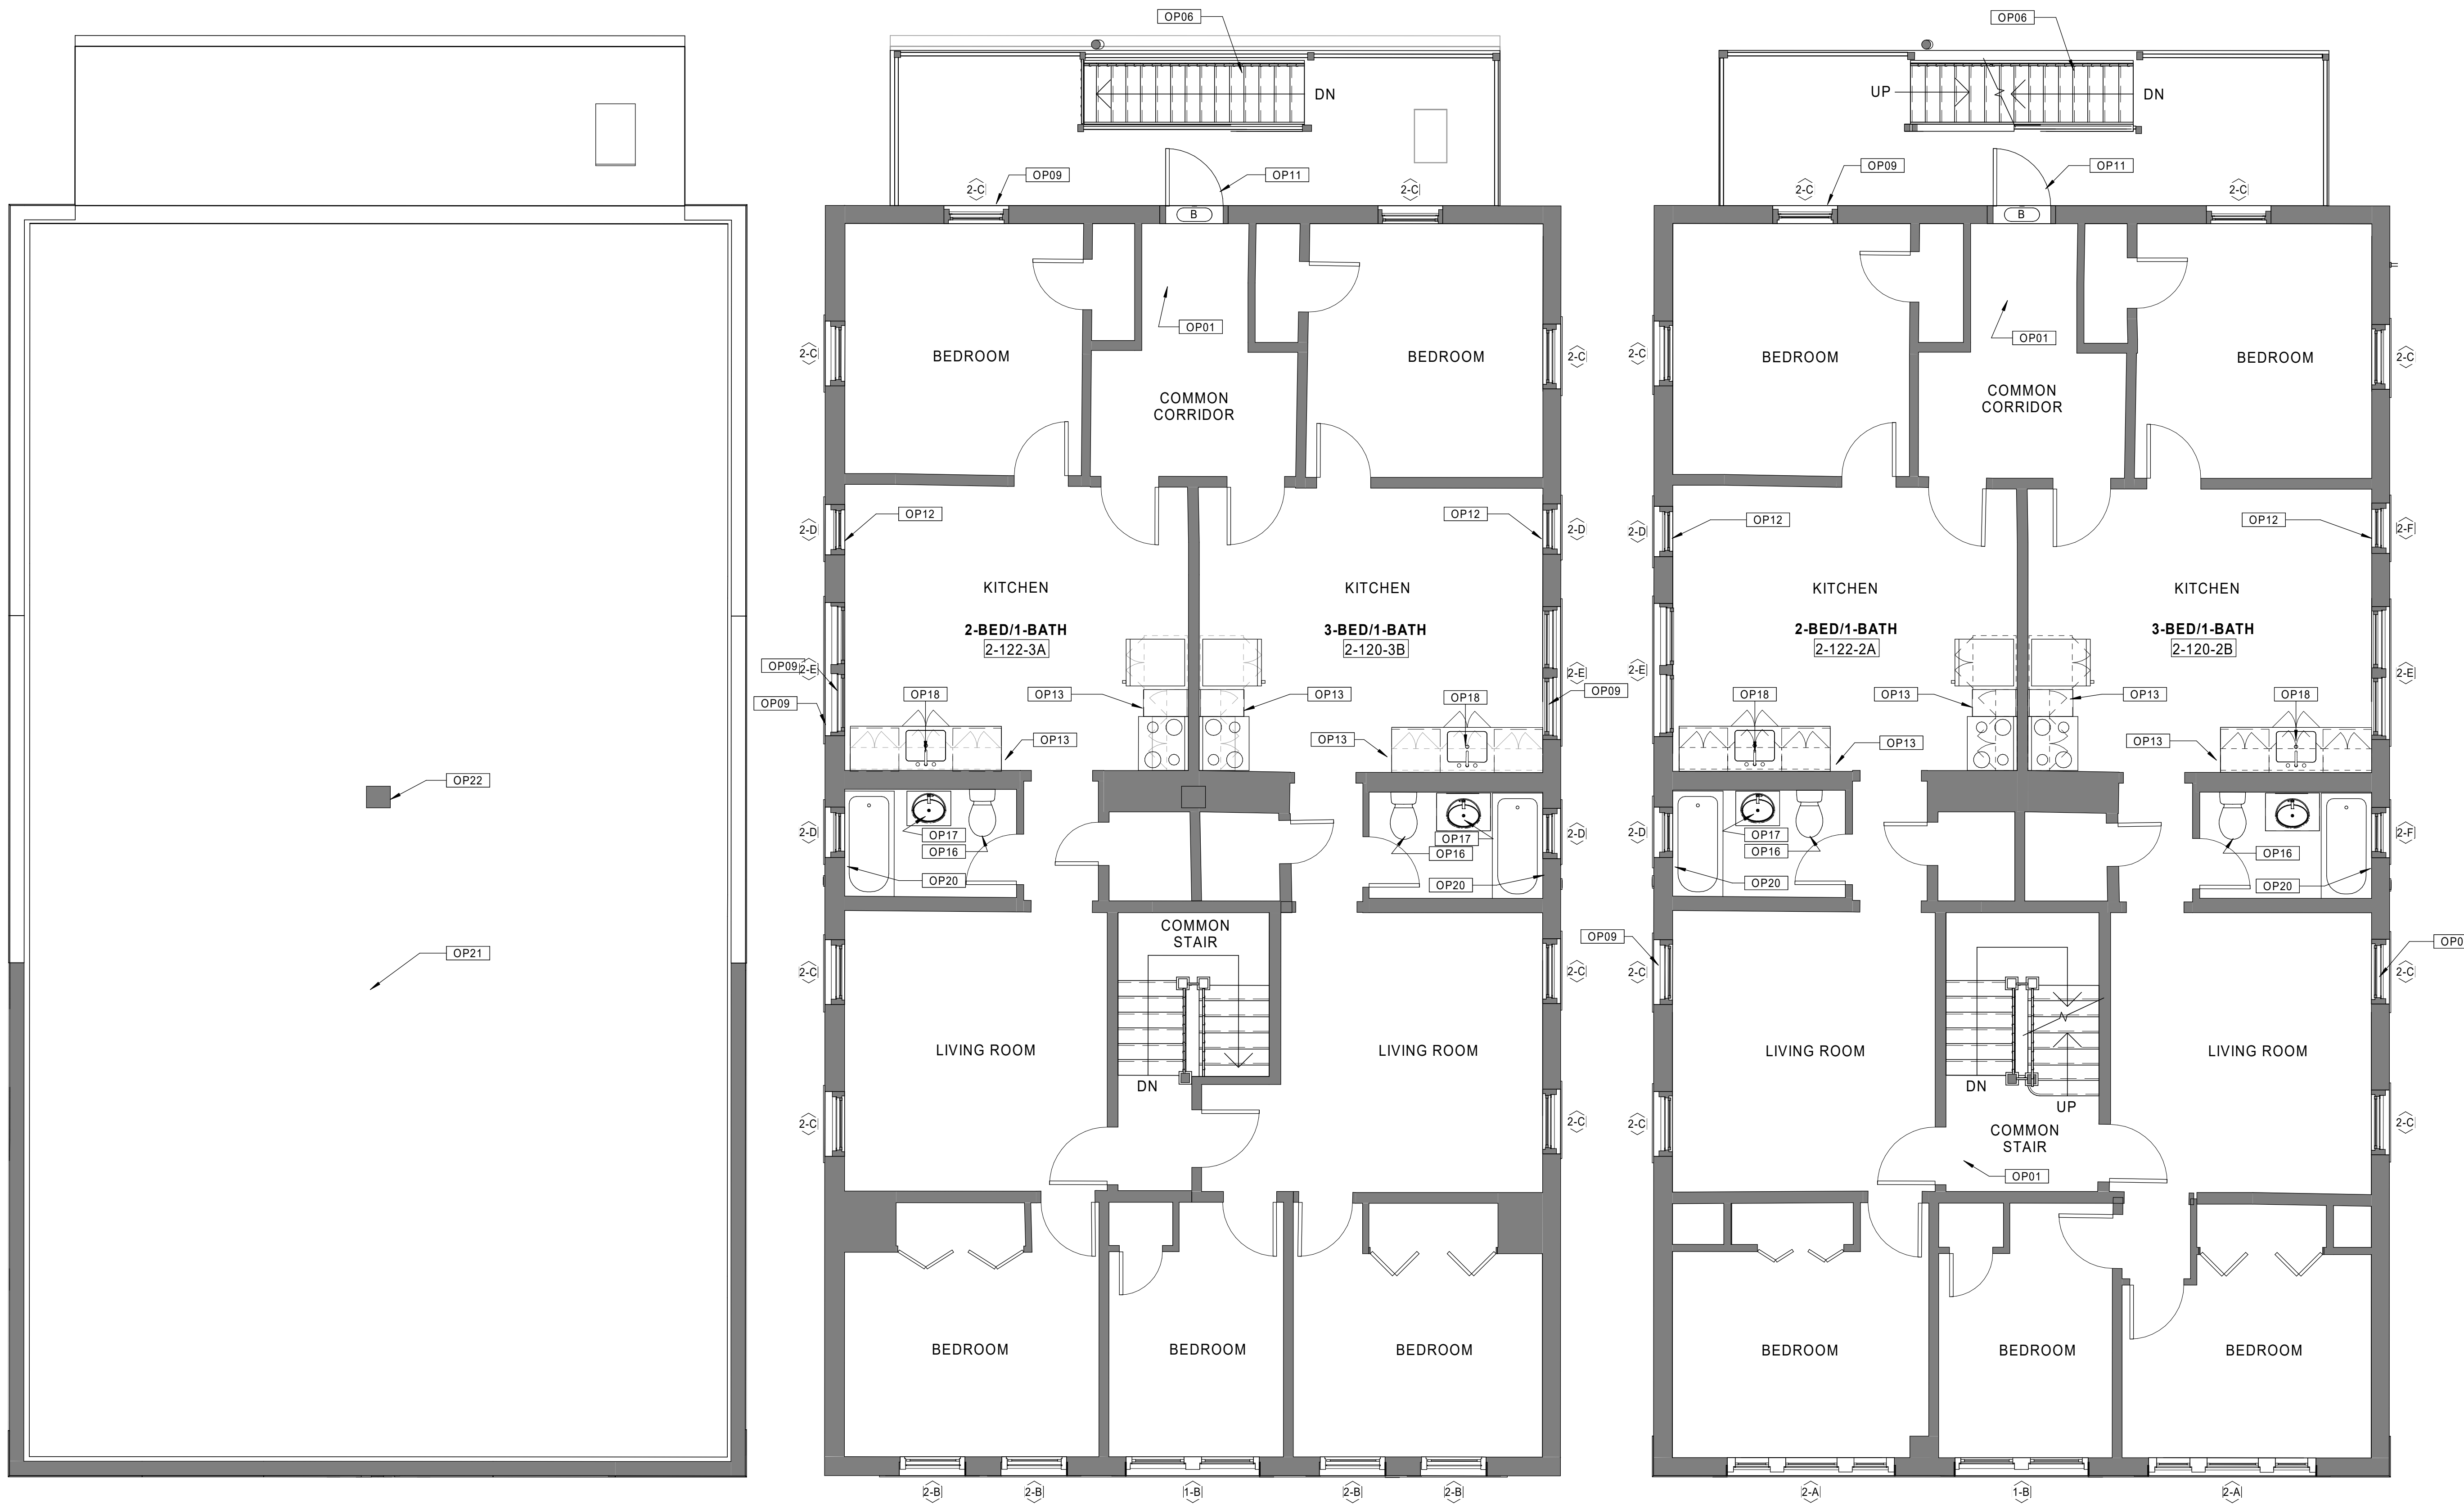 OP22
OP21
OP06
DN
OP09
OP11
2-C
2-C
B
OP01
2-C
BEDROOM
BEDROOM
2-C
COMMON
CORRIDOR
2-D
OP12
OP12
2-D
KITCHEN
KITCHEN
2-BED/1-BATH
3-BED/1-BATH
2-122-3A
2-120-3B
OP09
2-E
2-E
OP09
OP18
OP13
OP13
OP18
OP09
OP13
OP13
2-D
OP17
OP17
2-D
OP16
OP16
OP20
OP20
COMMON
STAIR
2-C
2-C
LIVING ROOM
LIVING ROOM
DN
2-C
2-C
BEDROOM
BEDROOM
BEDROOM
2-B
2-B
1-B
2-B
2-B
OP06
UP
DN
OP09
OP11
2-C
2-C
B
OP01
2-C
BEDROOM
BEDROOM
2-C
COMMON
CORRIDOR
2-D
OP12
OP12
2-F
KITCHEN
KITCHEN
2-BED/1-BATH
3-BED/1-BATH
2-122-2A
2-120-2B
2-E
2-E
OP18
OP13
OP13
OP18
OP13
OP13
2-D
OP17
2-F
OP16
OP16
OP20
OP20
OP09
OP0
2-C
2-C
LIVING ROOM
LIVING ROOM
DN
UP
2-C
2-C
COMMON
STAIR
OP01
BEDROOM
BEDROOM
BEDROOM
2-A
1-B
2-A